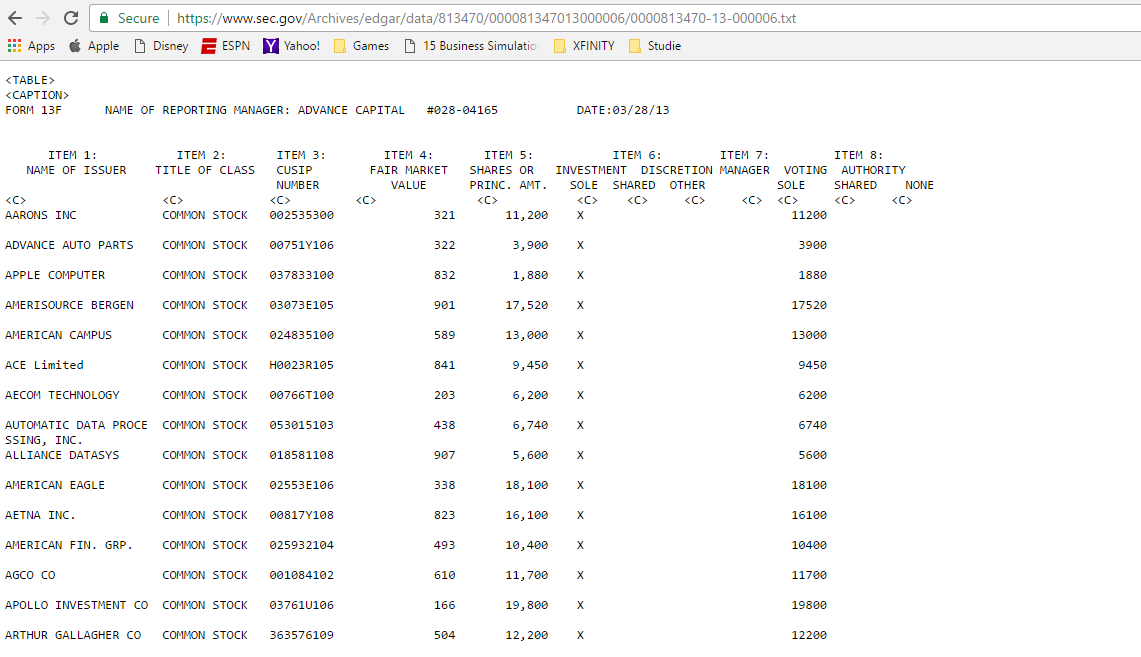 Secure https://www.sec.gov/Archives/edgar/data/813470/000081347013000006/0000813470-13-000006.txt
Apps Apple Disney ESPN Yahoo! Games 15 Business Simulatio XFINITY Studie
<TABLE>
<CAPTION>
FORM 13F NAME OF REPORTING MANAGER: ADVANCE CAPITAL #028-04165 DATE:03/28/13
ITEM 1: ITEM 2: ITEM 3: ITEM 4: ITEM 5: ITEM 6: ITEM 7: ITEM 8:
NAME OF ISSUER TITLE OF CLASS CUSIP FAIR MARKET SHARES OR INVESTMENT DISCRETION MANAGER VOTING AUTHORITY
NUMBER VALUE PRINC. AMT. SOLE SHARED OTHER SOLE SHARED NONE
<C> <C> <C> <C> <C> <C> <C> <C> <C> <C> <C> <C>
AARONS INC COMMON STOCK 002535300 321 11,200 X 11200
ADVANCE AUTO PARTS COMMON STOCK 00751Y106 322 3,900 X 3900
APPLE COMPUTER COMMON STOCK 037833100 832 1,880 X 1880
AMERISOURCE BERGEN COMMON STOCK 03073E105 901 17,520 X 17520
AMERICAN CAMPUS COMMON STOCK 024835100 589 13,000 X 13000
ACE Limited COMMON STOCK H0023R105 841 9,450 X 9450
AECOM TECHNOLOGY COMMON STOCK 00766T100 203 6,200 X 6200
AUTOMATIC DATA PROCE COMMON STOCK 053015103 438 6,740 X 6740
SSING, INC.
ALLIANCE DATASYS COMMON STOCK 018581108 907 5,600 X 5600
AMERICAN EAGLE COMMON STOCK 02553E106 338 18,100 X 18100
AETNA INC. COMMON STOCK 00817Y108 823 16,100 X 16100
AMERICAN FIN. GRP. COMMON STOCK 025932104 493 10,400 X 10400
AGCO CO COMMON STOCK 001084102 610 11,700 X 11700
APOLLO INVESTMENT CO COMMON STOCK 03761U106 166 19,800 X 19800
ARTHUR GALLAGHER CO COMMON STOCK 363576109 504 12,200 X 12200